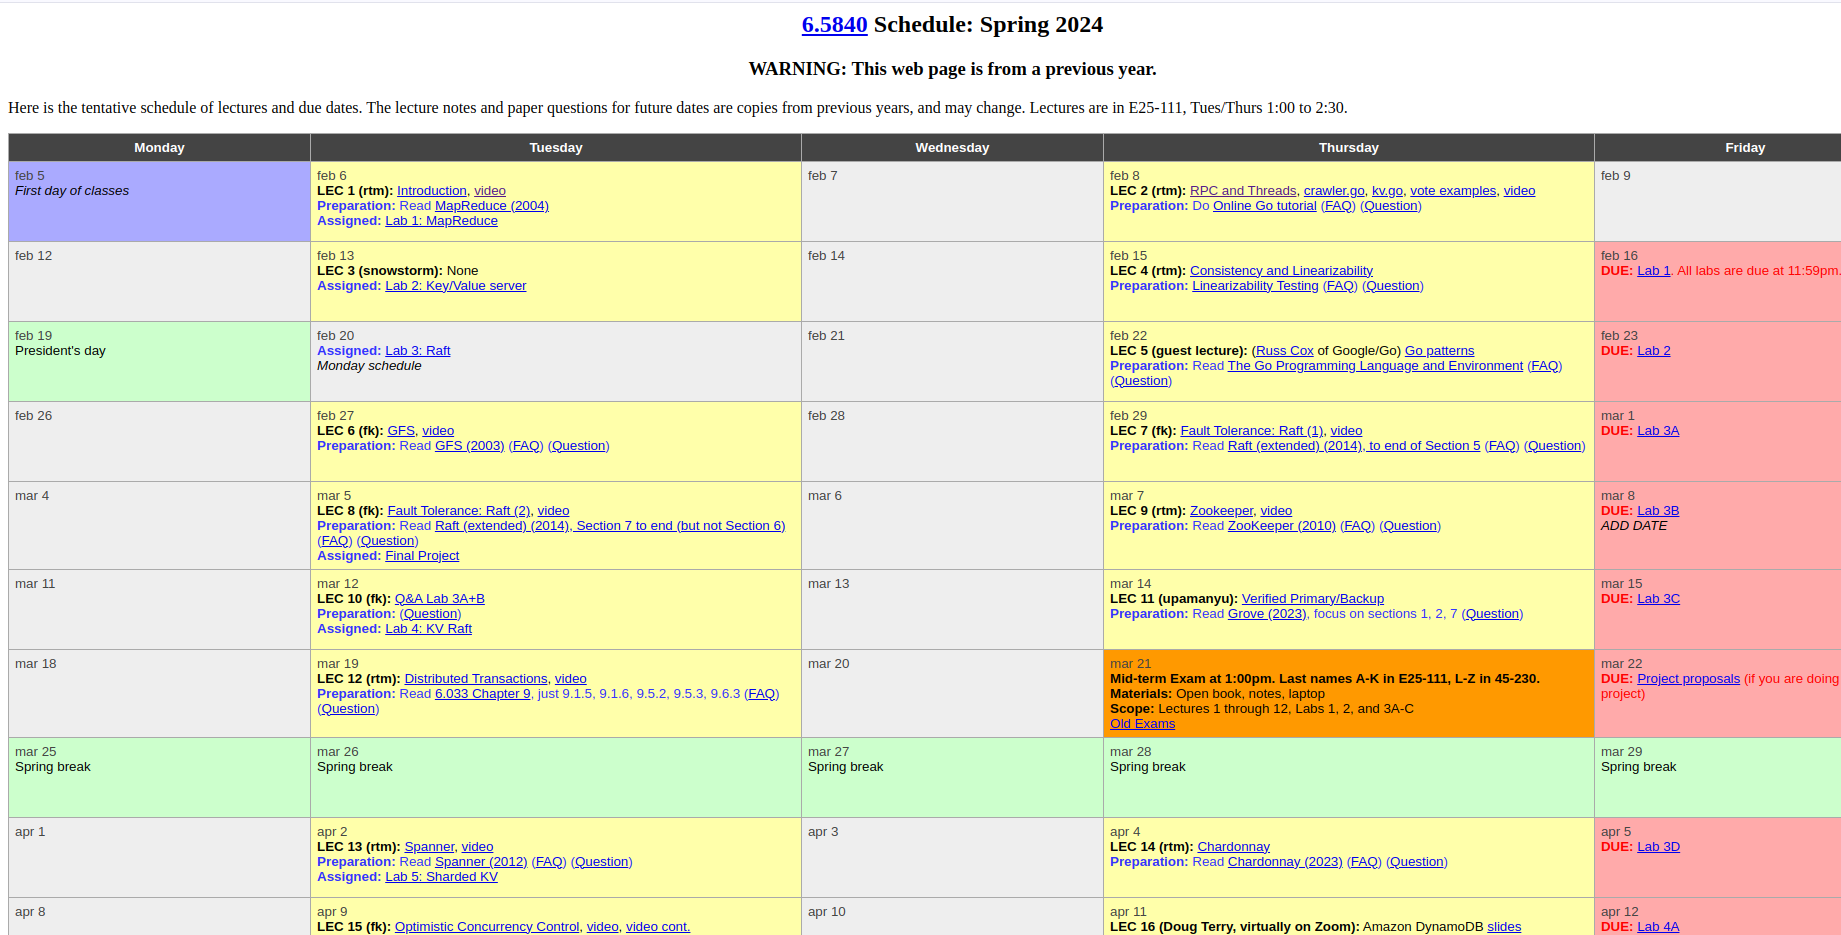 6.5840 Schedule: Spring 2024
WARNING: This web page is from a previous year.
Here is the tentative schedule of lectures and due dates. The lecture notes and paper questions for future dates are copies from previous years, and may change. Lectures are in E25-111, Tues/Thurs 1:00 to 2:30.
Monday
Tuesday
Wednesday
Thursday
Friday
feb 5
First day of classes
feb 6
LEC 1 (rtm): Introduction, video
Preparation: Read MapReduce (2004)
Assigned: Lab 1: MapReduce
feb 7
feb 8
LEC 2 (rtm): RPC and Threads, crawler.go, kv.go, vote examples, video
Preparation: Do Online Go tutorial (FAQ) (Question)
feb 9
feb 12
feb 13
LEC 3 (snowstorm): None
Assigned: Lab 2: Key/Value server
feb 14
feb 15
LEC 4 (rtm): Consistency and Linearizability
Preparation: Linearizability Testing (FAQ) (Question)
feb 16
DUE: Lab 1. All labs are due at 11:59pm.
feb 19
President's day
feb 20
Assigned: Lab 3: Raft
Monday schedule
feb 21
feb 22
LEC 5 (guest lecture): (Russ Cox of Google/Go) Go patterns
Preparation: Read The Go Programming Language and Environment (FAQ)
(Question)
feb 23
DUE: Lab 2
feb 26
feb 27
LEC 6 (fk): GFS, video
Preparation: Read GFS (2003) (FAQ) (Question)
feb 28
feb 29
LEC 7 (fk): Fault Tolerance: Raft (1), video
Preparation: Read Raft (extended) (2014), to end of Section 5 (FAQ) (Question)
mar 1
DUE: Lab 3A
mar 4
mar 5
LEC 8 (fk): Fault Tolerance: Raft (2), video
Preparation: Read Raft (extended) (2014), Section 7 to end (but not Section 6)
(FAQ) (Question)
Assigned: Final Project
mar 6
mar 7
LEC 9 (rtm): Zookeeper, video
Preparation: Read ZooKeeper (2010) (FAQ) (Question)
mar 8
DUE: Lab 3B
ADD DATE
mar 11
mar 12
LEC 10 (fk): Q&A Lab 3A+B
Preparation: (Question)
Assigned: Lab 4: KV Raft
mar 13
mar 14
LEC 11 (upamanyu): Verified Primary/Backup
Preparation: Read Grove (2023), focus on sections 1, 2, 7 (Question)
mar 15
DUE: Lab 3C
mar 18
mar 19
LEC 12 (rtm): Distributed Transactions, video
Preparation: Read 6.033 Chapter 9, just 9.1.5, 9.1.6, 9.5.2, 9.5.3, 9.6.3 (FAQ)
(Question)
mar 20
mar 21
Mid-term Exam at 1:00pm. Last names A-K in E25-111, L-Z in 45-230.
Materials: Open book, notes, laptop
Scope: Lectures 1 through 12, Labs 1, 2, and 3A-C
Old Exams
mar 22
DUE: Project proposals (if you are doing
project)
mar 25
Spring break
mar 26
Spring break
mar 27
Spring break
mar 28
Spring break
mar 29
Spring break
apr 1
apr 2
LEC 13 (rtm): Spanner, video
Preparation: Read Spanner (2012) (FAQ) (Question)
Assigned: Lab 5: Sharded KV
apr 3
apr 4
LEC 14 (rtm): Chardonnay
Preparation: Read Chardonnay (2023) (FAQ) (Question)
apr 5
DUE: Lab 3D
apr 8
apr 9
LEC 15 (fk): Optimistic Concurrency Control, video, video cont.
apr 10
apr 11
LEC 16 (Doug Terry, virtually on Zoom): Amazon DynamoDB slides
apr 12
DUE: Lab 4A